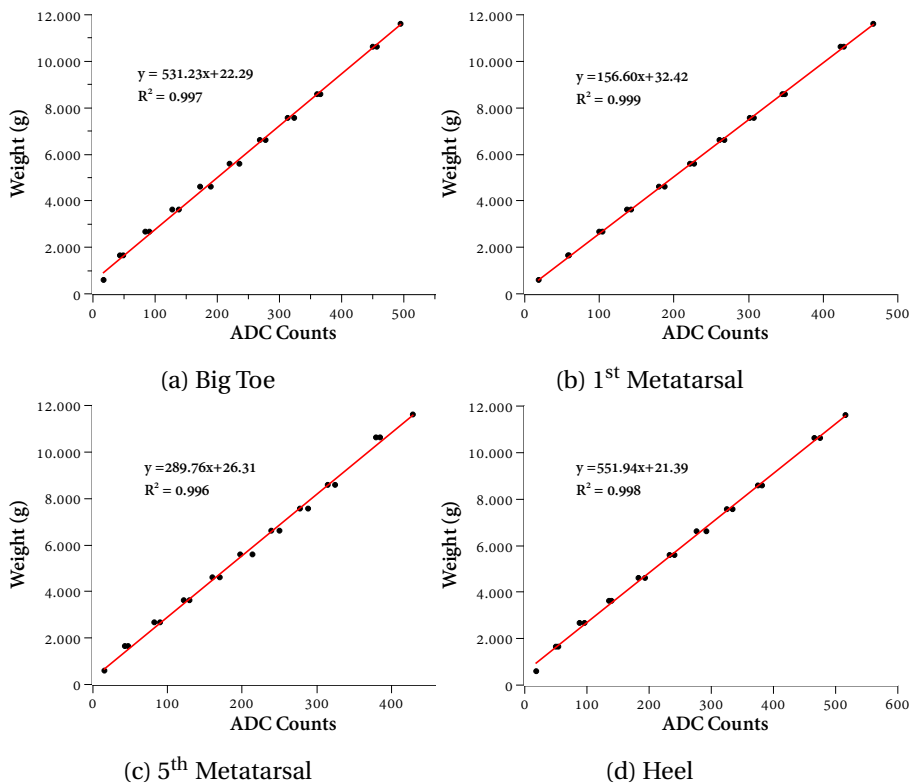 12.000
10.000
8.000
6.000
4.000
2.000
0
Weight (g)
y = 531.23x+22.29
R² = 0.997
0 100 200 300 400 500
ADC Counts
(a) Big Toe
12.000
10.000
8.000
6.000
4.000
2.000
0
Weight (g)
y =156.60x+32.42
R² = 0.999
0 100 200 300 400 500
ADC Counts
(b) 1st Metatarsal
12.000
10.000
8.000
6.000
4.000
2.000
0
Weight (g)
y =289.76x+26.31
R² = 0.996
0 100 200 300 400
ADC Counts
(c) 5th Metatarsal
12.000
10.000
8.000
6.000
4.000
2.000
0
Weight (g)
y =551.94x+21.39
R² = 0.998
0 100 200 300 400 500 600
ADC Counts
(d) Heel